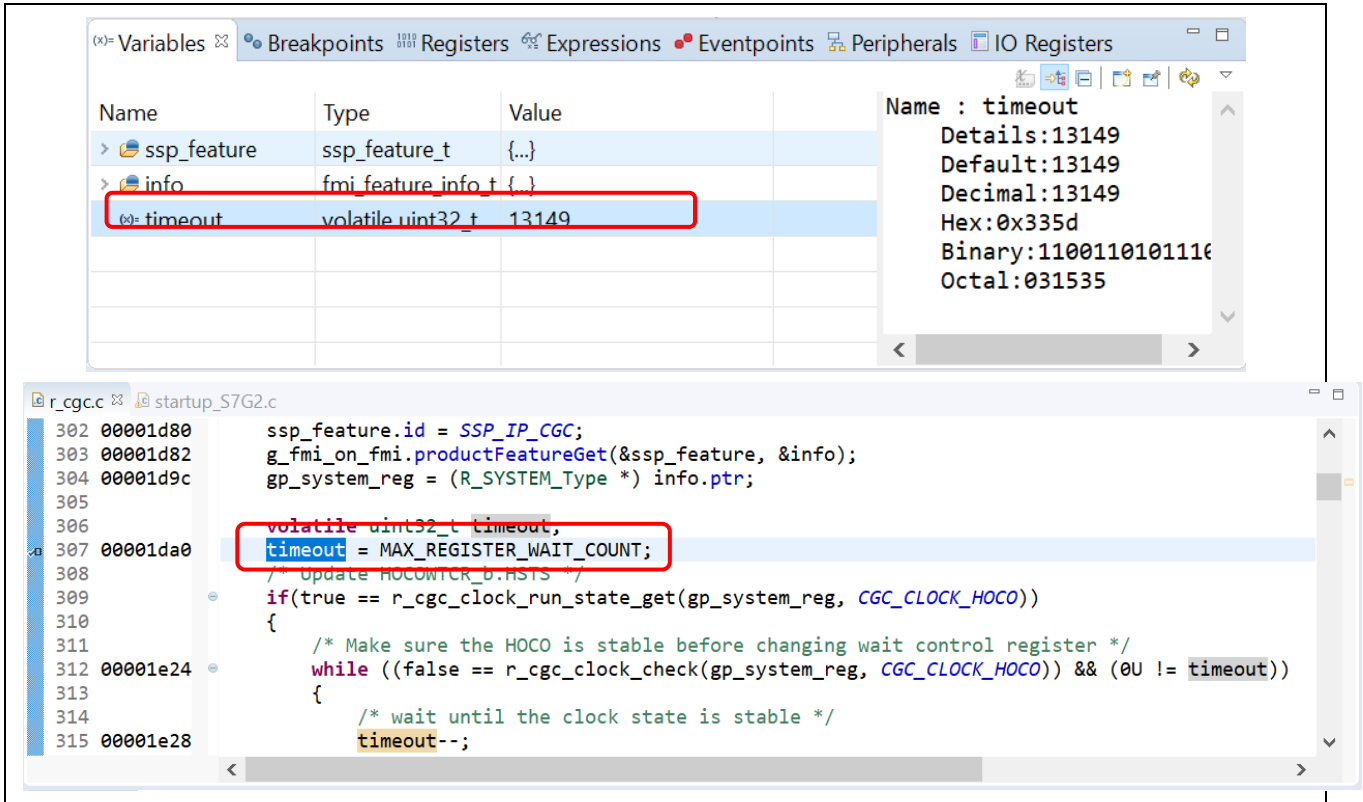 (x)= Variables Breakpoints 1010 0101 Registers Expressions Eventpoints Peripherals IO Registers
Name Type Value
> ssp_feature ssp_feature_t {...}
> info fmi_feature_info_t {...}
(x)= timeout volatile uint32_t 13149
Name : timeout
Details:13149
Default:13149
Decimal:13149
Hex:0x335d
Binary:1100110101110
Octal:031535
r_cgc.c startup_S7G2.c
302 00001d80 ssp_feature.id = SSP_IP_CGC;
303 00001d82 g_fmi_on_fmi.productFeatureGet(&ssp_feature, &info);
304 00001d9c gp_system_reg = (R_SYSTEM_Type *) info.ptr;
305
306 volatile uint32_t timeout;
307 00001da0 timeout = MAX_REGISTER_WAIT_COUNT;
308 /* Update HOCOWTCR_b.HSTS */
309 if(true == r_cgc_clock_run_state_get(gp_system_reg, CGC_CLOCK_HOCO))
310 {
311 /* Make sure the HOCO is stable before changing wait control register */
312 00001e24 while ((false == r_cgc_clock_check(gp_system_reg, CGC_CLOCK_HOCO)) && (0U != timeout))
313 {
314 /* wait until the clock state is stable */
315 00001e28 timeout--;